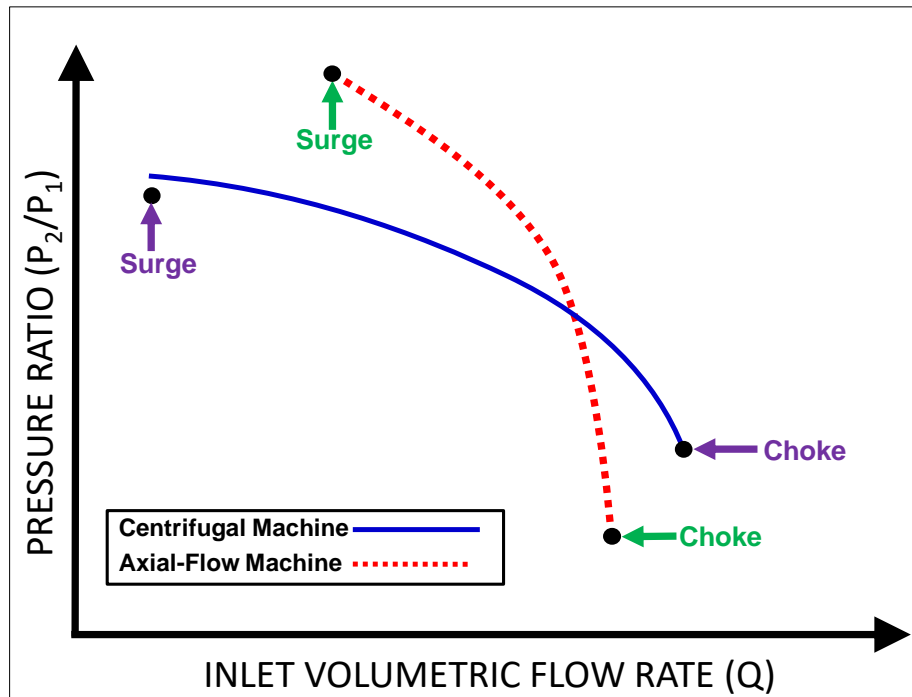 Surge
Surge
PRESSURE RATIO (P₂/P₁)
Choke
Centrifugal Machine
Axial-Flow Machine
Choke
INLET VOLUMETRIC FLOW RATE (Q)